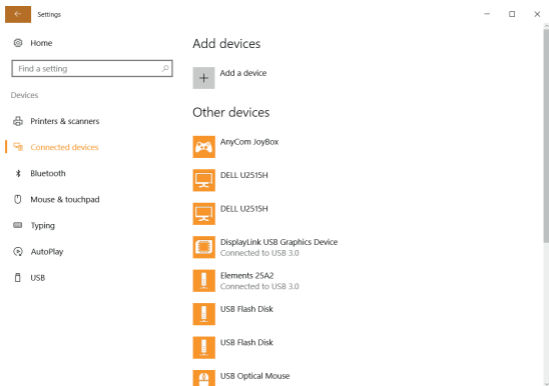 Settings
Home
Find a setting
Devices
Printers & scanners
Connected devices
Bluetooth
Mouse & touchpad
Typing
AutoPlay
USB
Add devices
Add a device
Other devices
AnyCom JoyBox
DELL U2515H
DELL U2515H
DisplayLink USB Graphics Device
Connected to USB 3.0
Elements 25A2
Connected to USB 3.0
USB Flash Disk
USB Flash Disk
USB Optical Mouse